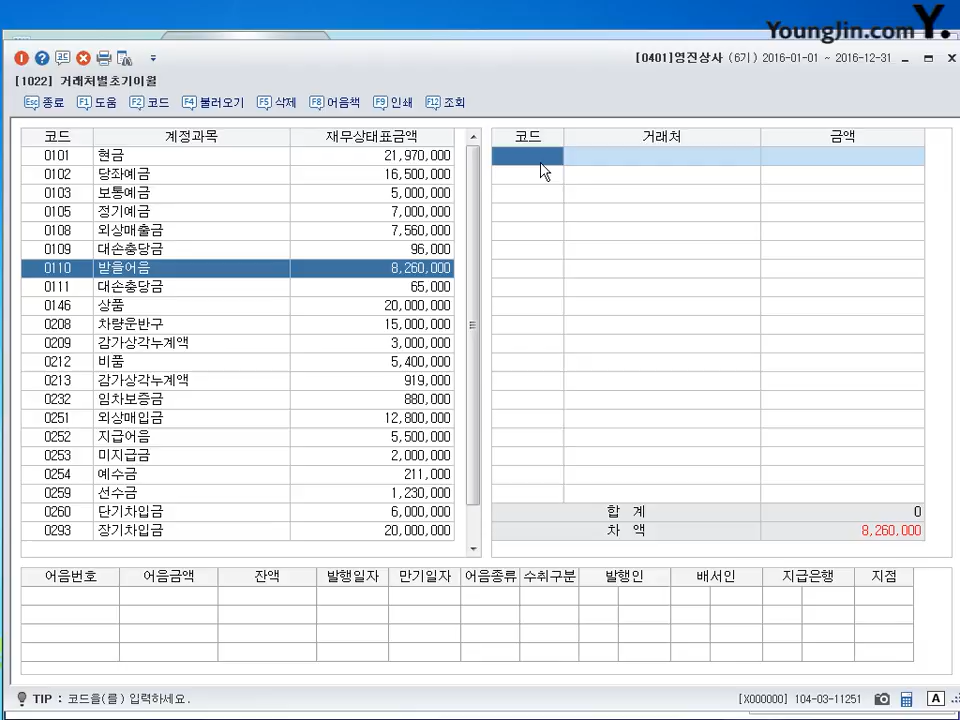 YoungJin.com Y.
[0401]영진상사 (6기) 2016-01-01 ~ 2016-12-31
[1022] 거래처별초기이월
Esc 종료 F1 도움 F2 코드 F4 불러오기 F5 삭제 F8 어음책 F9 인쇄 F12 조회
코드 계정과목 재무상태표금액
0101 현금 21,970,000
0102 당좌예금 16,500,000
0103 보통예금 5,000,000
0105 정기예금 7,000,000
0108 외상매출금 7,560,000
0109 대손충당금 96,000
0110 받을어음 8,260,000
0111 대손충당금 65,000
0146 상품 20,000,000
0208 차량운반구 15,000,000
0209 감가상각누계액 3,000,000
0212 비품 5,400,000
0213 감가상각누계액 919,000
0232 임차보증금 880,000
0251 외상매입금 12,800,000
0252 지급어음 5,500,000
0253 미지급금 2,000,000
0254 예수금 211,000
0259 선수금 1,230,000
0260 단기차입금 6,000,000
0293 장기차입금 20,000,000
코드 거래처 금액
합 계 0
차 액 8,260,000
어음번호 어음금액 잔액 발행일자 만기일자 어음종류 수취구분 발행인 배서인 지급은행 지점
TIP : 코드을(를) 입력하세요.
[X000000] 104-03-11251 A